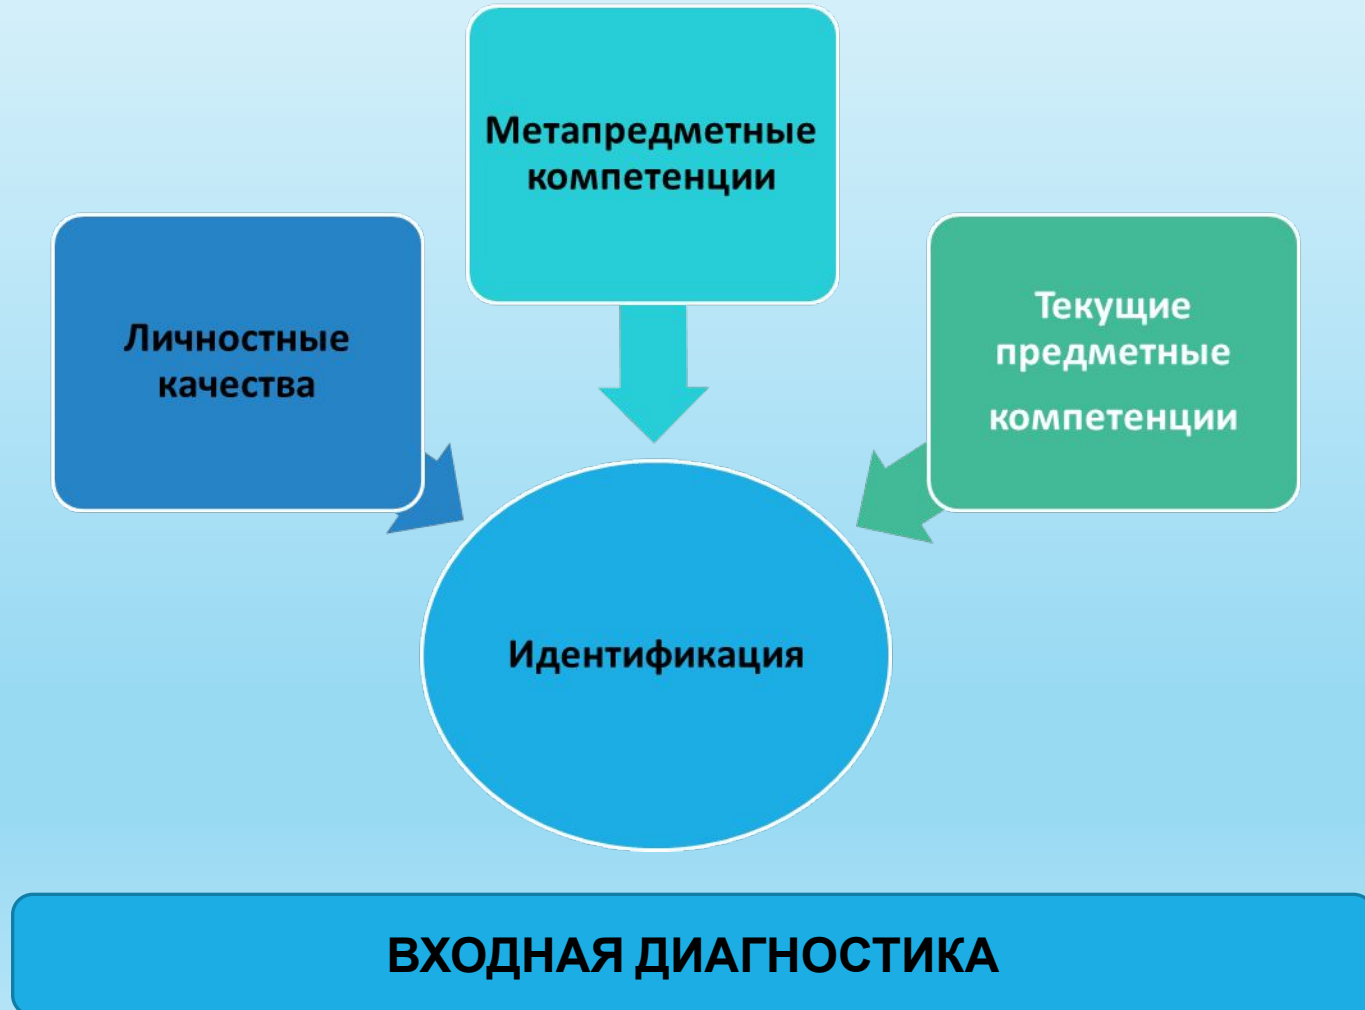 Метапредметные
компетенции
Личностные
качества
Текущие
предметные
компетенции
Идентификация
ВХОДНАЯ ДИАГНОСТИКА